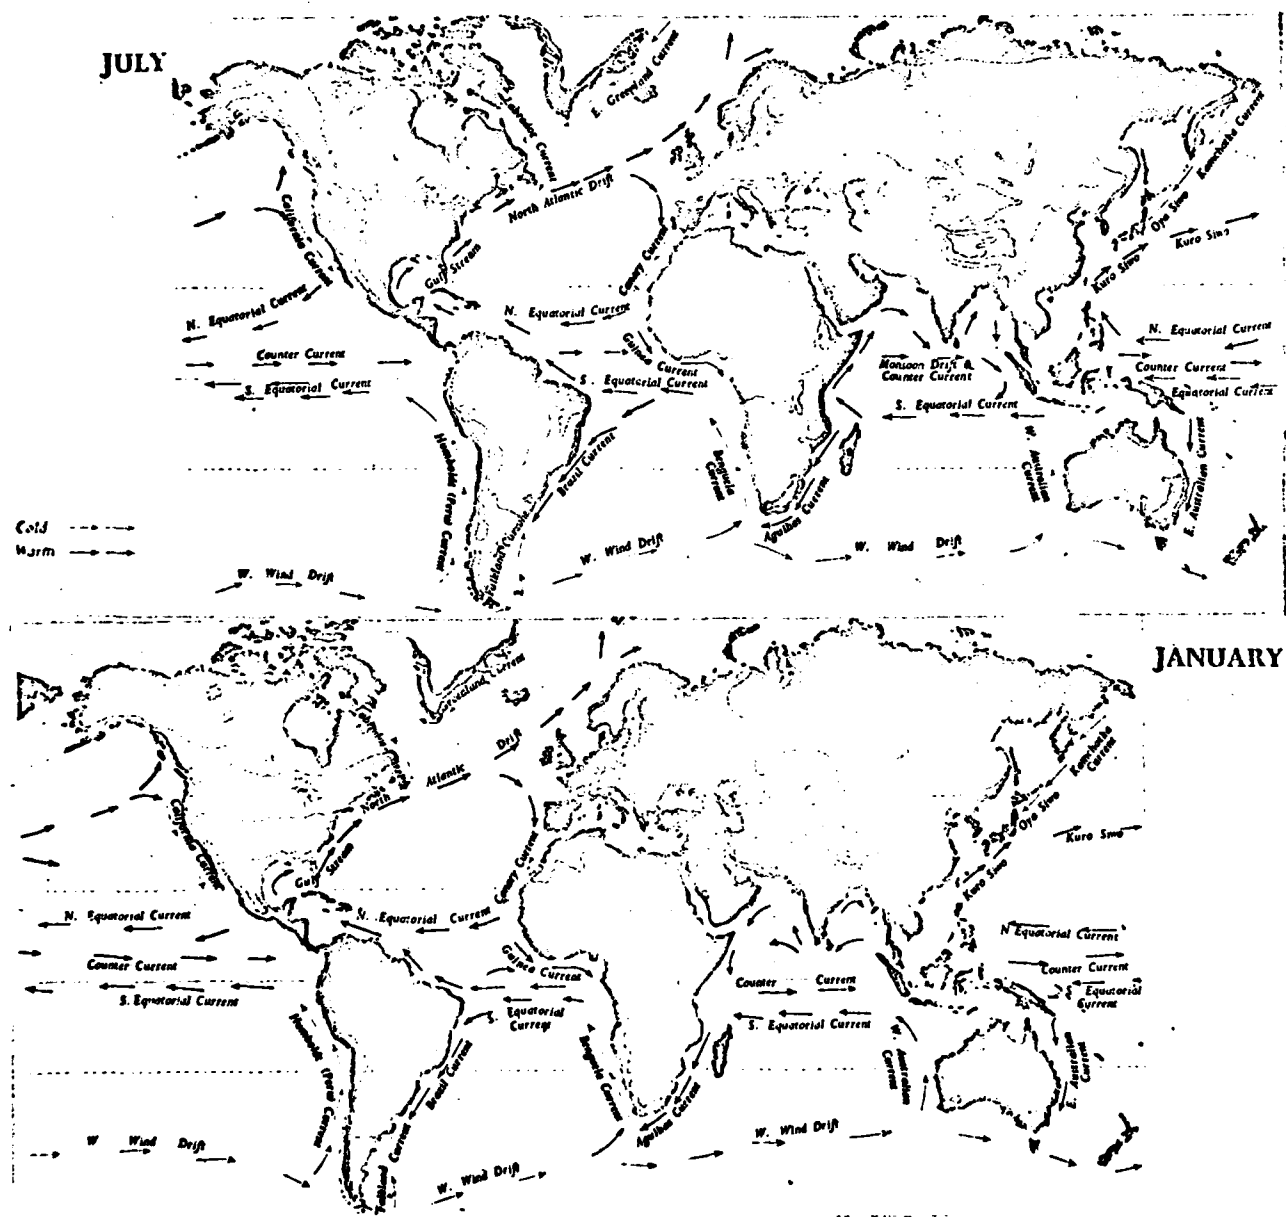 JULY
E. Greenland Current
Labrador Current
North Atlantic Drift
Gulf Stream
California Current
Canary Current
Kamchatka Current
Oya Siwo
Kuro Siwo
Kuro Siwo
N. Equatorial Current
N. Equatorial Current
N. Equatorial Current
Counter Current
Guinea Current
Monsoon Drift &
Counter Current
Counter Current
S. Equatorial Current
S. Equatorial Current
S. Equatorial Current
Equatorial Current
Humboldt (Peru Current
Brazil Current
Benguela
Current
Agulhas Current
W. Australian
Current
E. Australian Current
Falkland Current
Cold
Warm
W. Wind Drift
W. Wind Drift
W. Wind Drift
JANUARY
Greenland Current
North Atlantic Drift
Gulf Stream
California Current
Canary Current
Kamchatka
Current
Oya Siwo
Kuro Siwo
Kuro Siwo
N. Equatorial Current
N. Equatorial Current
N Equatorial Current
Counter Current
Guinea Current
Counter Current
Counter Current
S. Equatorial Current
S. Equatorial
Current
S. Equatorial Current
S. Equatorial
Current
Humboldt (Peru Current
Brazil Current
Benguela Current
Agulhas Current
W. Australian
Current
E. Australian
Current
Falkland Current
W Wind Drift
W. Wind Drift
W. Wind Drift